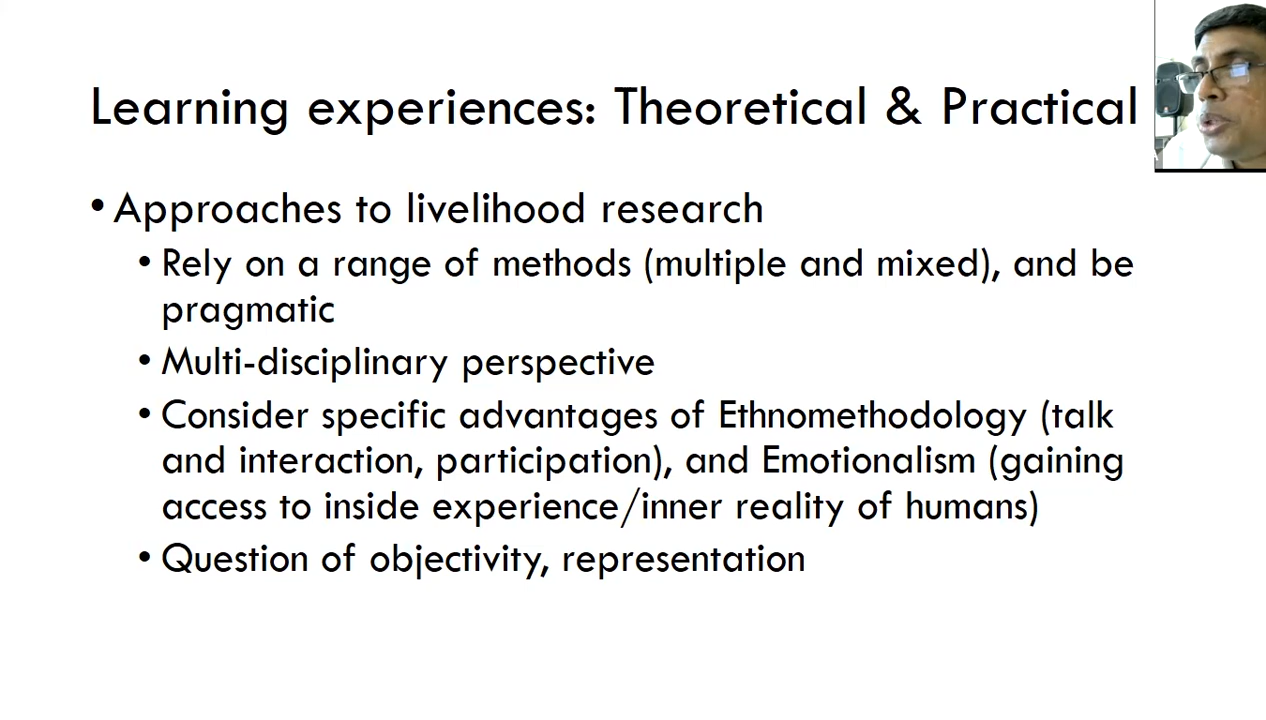 Learning experiences: Theoretical & Practical
• Approaches to livelihood research
• Rely on a range of methods (multiple and mixed), and be
pragmatic
• Multi-disciplinary perspective
• Consider specific advantages of Ethnomethodology (talk
and interaction, participation), and Emotionalism (gaining
access to inside experience/inner reality of humans)
• Question of objectivity, representation